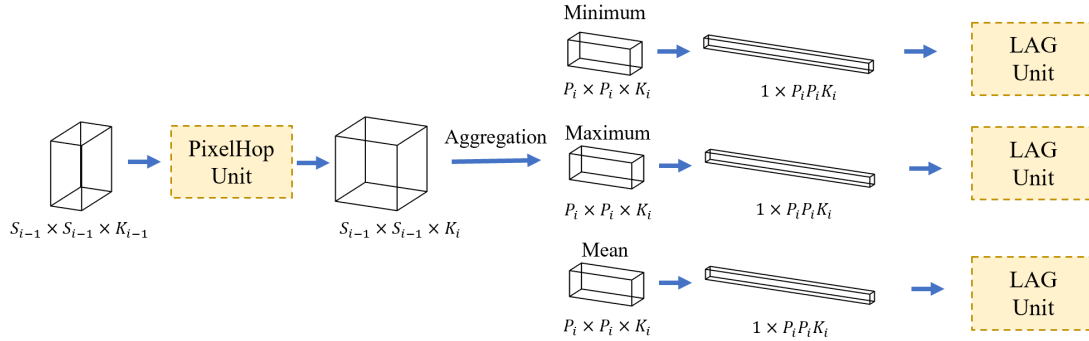 Minimum
P_i × P_i × K_i
1 × P_iP_iK_i
LAG
Unit
S_{i−1} × S_{i−1} × K_{i−1}
PixelHop
Unit
S_{i−1} × S_{i−1} × K_i
Aggregation
Maximum
P_i × P_i × K_i
1 × P_iP_iK_i
LAG
Unit
Mean
P_i × P_i × K_i
1 × P_iP_iK_i
LAG
Unit